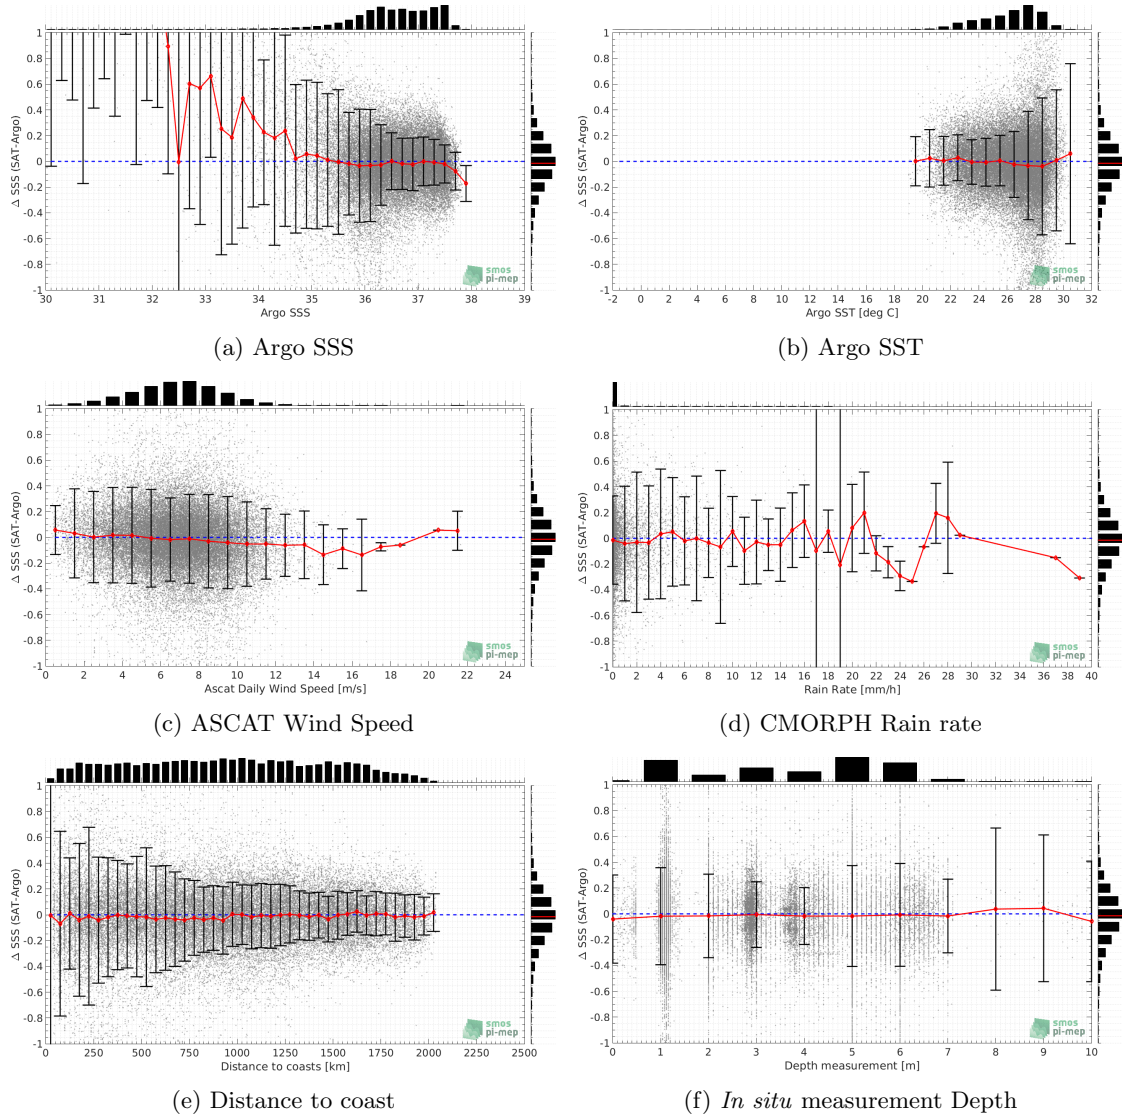 1
0.8
0.6
0.4
0.2
0
-0.2
-0.4
-0.6
-0.8
-1
Δ SSS (SAT-Argo)
30 31 32 33 34 35 36 37 38 39
Argo SSS
smos
pi-mep
(a) Argo SSS
1
0.8
0.6
0.4
0.2
0
-0.2
-0.4
-0.6
-0.8
-1
Δ SSS (SAT-Argo)
-2 0 2 4 6 8 10 12 14 16 18 20 22 24 26 28 30 32
Argo SST [deg C]
smos
pi-mep
(b) Argo SST
1
0.8
0.6
0.4
0.2
0
-0.2
-0.4
-0.6
-0.8
-1
Δ SSS (SAT-Argo)
0 2 4 6 8 10 12 14 16 18 20 22 24
Ascat Daily Wind Speed [m/s]
smos
pi-mep
(c) ASCAT Wind Speed
1
0.8
0.6
0.4
0.2
0
-0.2
-0.4
-0.6
-0.8
-1
Δ SSS (SAT-Argo)
0 2 4 6 8 10 12 14 16 18 20 22 24 26 28 30 32 34 36 38 40
Rain Rate [mm/h]
smos
pi-mep
(d) CMORPH Rain rate
1
0.8
0.6
0.4
0.2
0
-0.2
-0.4
-0.6
-0.8
-1
Δ SSS (SAT-Argo)
0 250 500 750 1000 1250 1500 1750 2000 2250 2500
Distance to coasts [km]
smos
pi-mep
(e) Distance to coast
1
0.8
0.6
0.4
0.2
0
-0.2
-0.4
-0.6
-0.8
-1
Δ SSS (SAT-Argo)
0 1 2 3 4 5 6 7 8 9 10
Depth measurement [m]
smos
pi-mep
(f) In situ measurement Depth